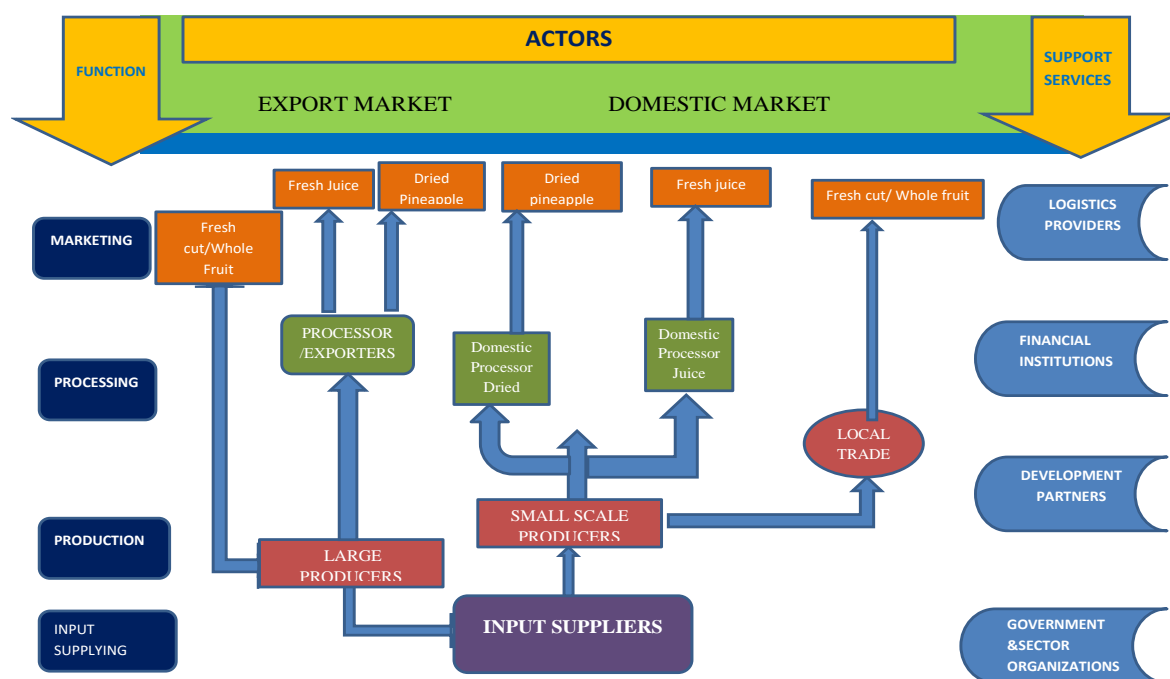 ACTORS
FUNCTION
SUPPORT
SERVICES
EXPORT MARKET
DOMESTIC MARKET
Fresh Juice
Dried
Pineapple
Dried
pineapple
Fresh juice
Fresh cut/ Whole fruit
LOGISTICS
PROVIDERS
MARKETING
Fresh
cut/Whole
Fruit
PROCESSOR
/EXPORTERS
Domestic
Processor
Dried
Domestic
Processor
Juice
FINANCIAL
INSTITUTIONS
PROCESSING
LOCAL
TRADE
DEVELOPMENT
PARTNERS
SMALL SCALE
PRODUCERS
PRODUCTION
LARGE
PRODUCERS
INPUT SUPPLIERS
INPUT
SUPPLYING
GOVERNMENT
&SECTOR
ORGANIZATIONS